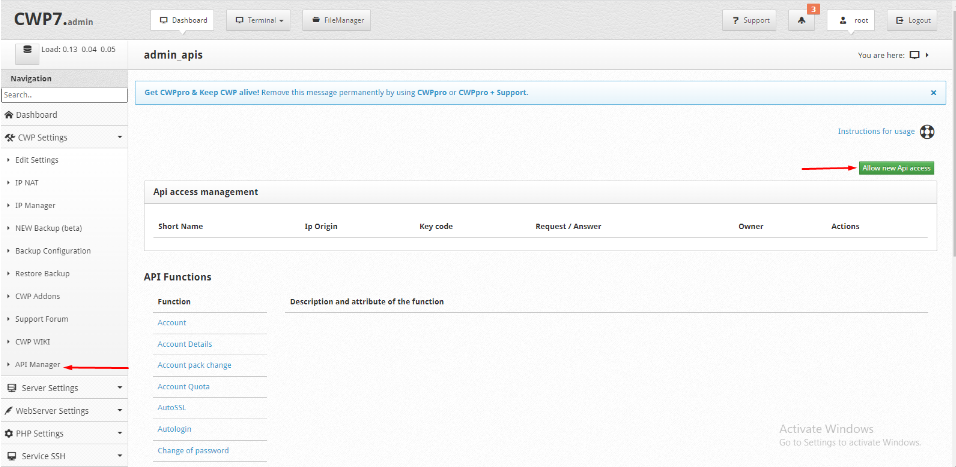 CWP7.admin
Dashboard
Terminal
FileManager
? Support
3
root
Logout
Load: 0.13 0.04 0.05
Navigation
Search..
Dashboard
CWP Settings
Edit Settings
IP NAT
IP Manager
NEW Backup (beta)
Backup Configuration
Restore Backup
CWP Addons
Support Forum
CWP WIKI
API Manager
Server Settings
WebServer Settings
PHP Settings
Service SSH
admin_apis
You are here:
Get CWPpro & Keep CWP alive! Remove this message permanently by using CWPpro or CWPpro + Support.
×
Instructions for usage
Allow new Api access
Api access management
Short Name Ip Origin Key code Request / Answer Owner Actions
API Functions
Function Description and attribute of the function
Account
Account Details
Account pack change
Account Quota
AutoSSL
Autologin
Change of password
Activate Windows
Go to Settings to activate Windows.